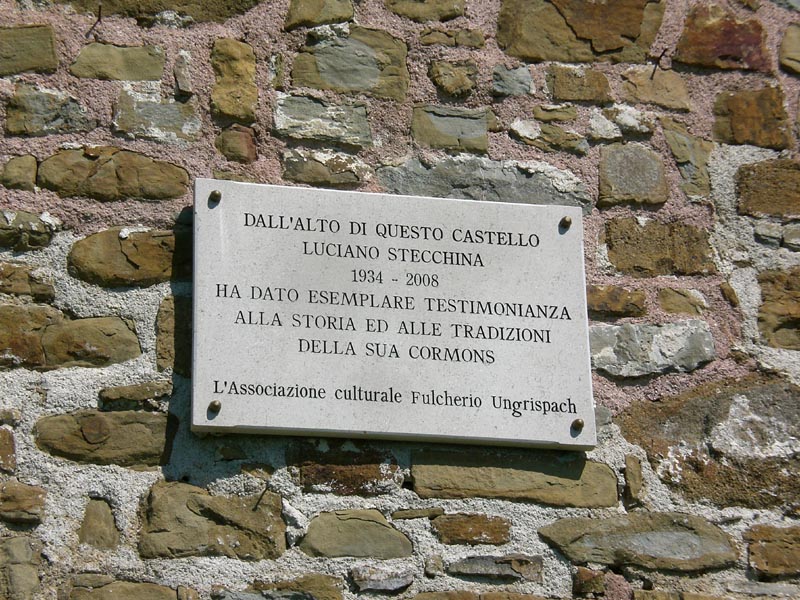 DALL'ALTO DI QUESTO CASTELLO
LUCIANO STECCHINA
1934 - 2008
HA DATO ESEMPLARE TESTIMONIANZA
ALLA STORIA ED ALLE TRADIZIONI
DELLA SUA CORMONS
L'Associazione culturale Fulcherio Ungrispach